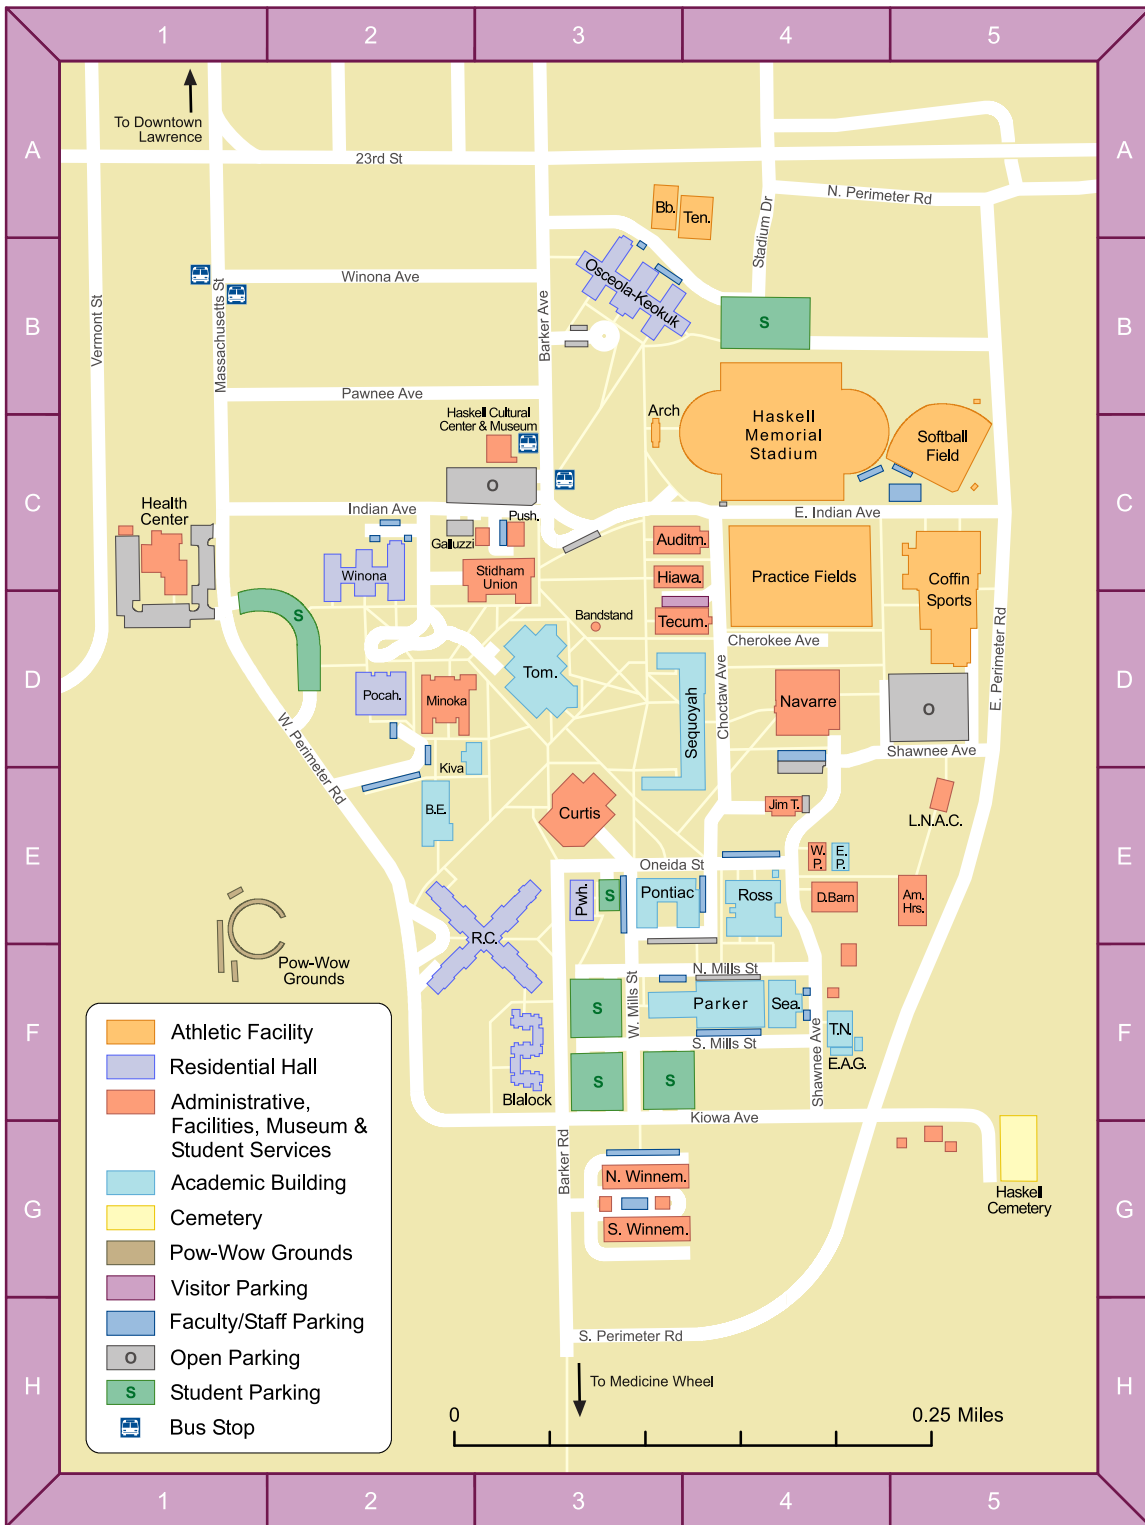 1 2 3 4 5
A A
B B
C C
D D
E E
F F
G G
H H
To Downtown
Lawrence
23rd St
N. Perimeter Rd
Bb.
Ten.
Stadium Dr
Winona Ave
Osceola-Keokuk
S
Vermont St
Massachusetts St
Barker Ave
Pawnee Ave
Haskell Cultural
Center & Museum
Arch
Haskell
Memorial
Stadium
Softball
Field
O
Health
Center
Indian Ave
Push.
E. Indian Ave
Galuzzi
Auditm.
Winona
Stidham
Union
Hiawa.
Practice Fields
Coffin
Sports
S
Bandstand
Tecum.
Cherokee Ave
E. Perimeter Rd
Tom.
Pocah.
Minoka
Sequoyah
Choctaw Ave
Navarre
O
W. Perimeter Rd
Kiva
Shawnee Ave
B.E.
Curtis
Jim T.
L.N.A.C.
Oneida St
W.
P.
E.
P.
Pwh.
S
Pontiac
Ross
D.Barn
Am.
Hrs.
R.C.
Pow-Wow
Grounds
N. Mills St
W. Mills St
S
Parker
Sea.
T.N.
S. Mills St
E.A.G.
Shawnee Ave
S
S
Blalock
Kiowa Ave
Barker Rd
N. Winnem.
S. Winnem.
Haskell
Cemetery
S. Perimeter Rd
To Medicine Wheel
0 0.25 Miles
Athletic Facility
Residential Hall
Administrative,
Facilities, Museum &
Student Services
Academic Building
Cemetery
Pow-Wow Grounds
Visitor Parking
Faculty/Staff Parking
O Open Parking
S Student Parking
Bus Stop
1 2 3 4 5